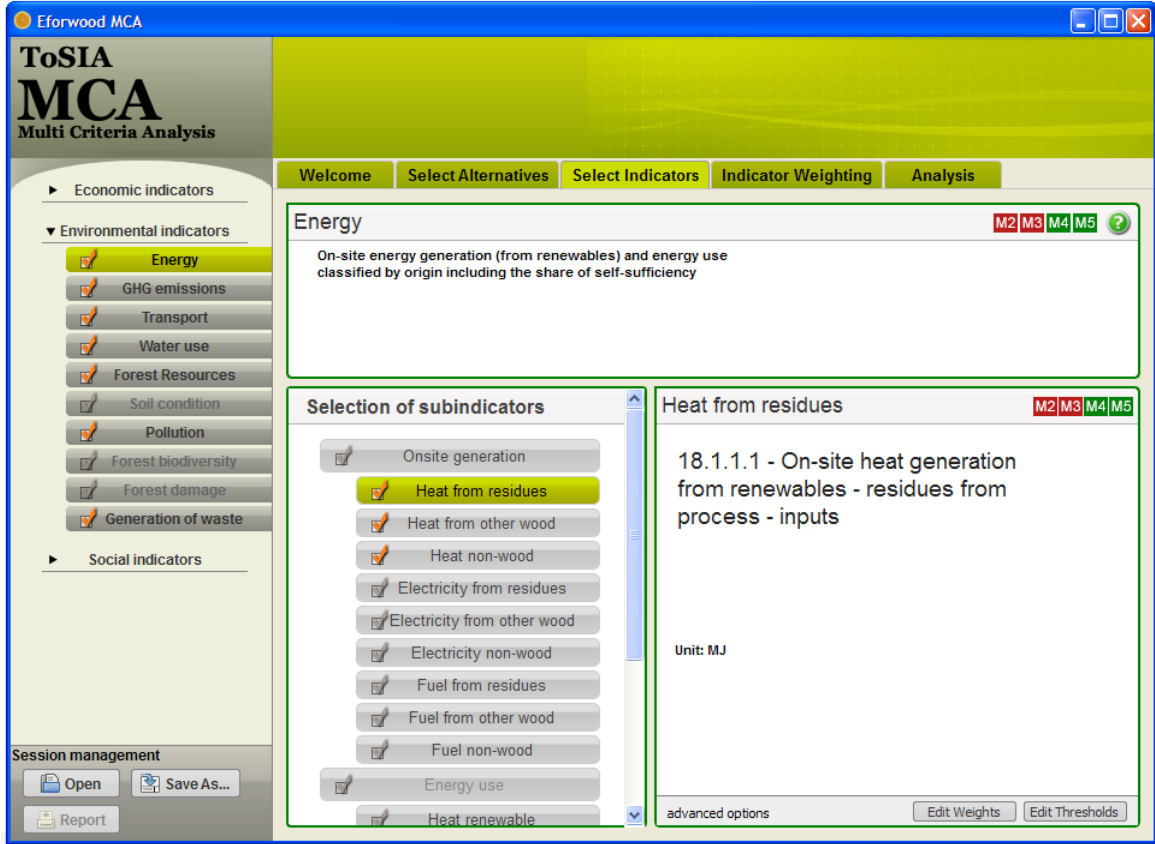 Eforwood MCA
ToSIA
MCA
Multi Criteria Analysis
Welcome
Select Alternatives
Select Indicators
Indicator Weighting
Analysis
Economic indicators
Environmental indicators
Energy
GHG emissions
Transport
Water use
Forest Resources
Soil condition
Pollution
Forest biodiversity
Forest damage
Generation of waste
Social indicators
Session management
Open
Save As...
Report
Energy
M2 M3 M4 M5
On-site energy generation (from renewables) and energy use
classified by origin including the share of self-sufficiency
Selection of subindicators
Onsite generation
Heat from residues
Heat from other wood
Heat non-wood
Electricity from residues
Electricity from other wood
Electricity non-wood
Fuel from residues
Fuel from other wood
Fuel non-wood
Energy use
Heat renewable
Heat from residues
M2 M3 M4 M5
18.1.1.1 - On-site heat generation
from renewables - residues from
process - inputs
Unit: MJ
advanced options
Edit Weights
Edit Thresholds